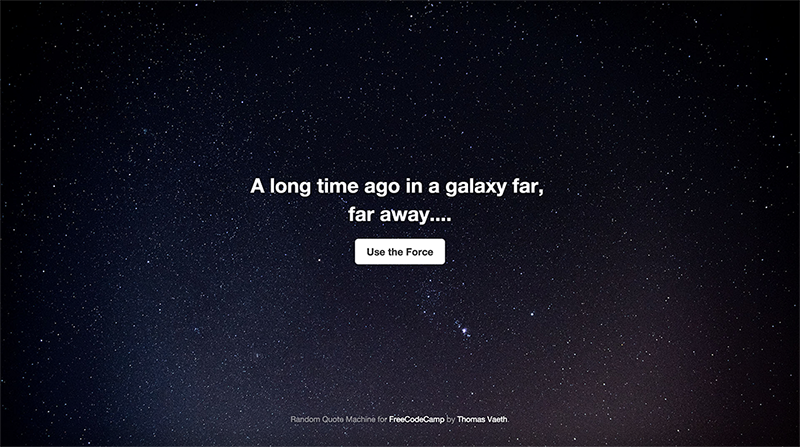 A long time ago in a galaxy far,
far away....
Use the Force
Random Quote Machine for FreeCodeCamp by Thomas Vaeth.